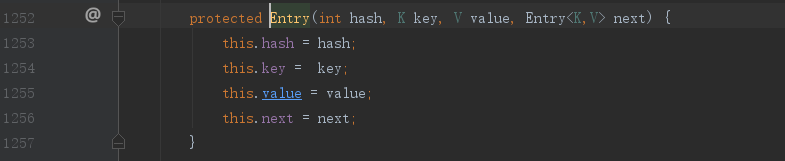 1252 @ protected Entry(int hash, K key, V value, Entry<K,V> next) {
1253 this.hash = hash;
1254 this.key =  key;
1255 this.value = value;
1256 this.next = next;
1257 }